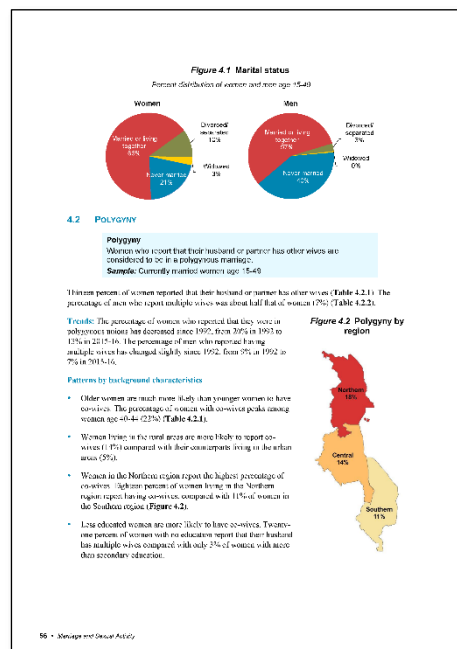 Figure 4.1 Marital status
Percent distribution of women and men age 15-49
Women
Men
Married or living
together
Divorced/
separated
Widowed
3%
Never married
21%
Married or living
together
57%
Divorced/
separated
Widowed
0%
Never married
4.2 POLYGYNY
Polygyny
Women who report that their husband or partner has other wives are
considered to be in a polygynous marriage.
Sample: Currently married women age 15-49
Thirteen percent of women reported that their husband or partner has other wives (Table 4.2.1). The
percentage of men who report multiple wives was about half that of women (7%) (Table 4.2.2).
Trends: The percentage of women who reported that they were in
polygynous unions has decreased since 1992, from 20% in 1992 to
13% in 2015-16. The percentage of men who reported having
multiple wives has changed slightly since 1992, from 9% in 1992 to
7% in 2015-16.
Figure 4.2 Polygyny by
region
Northern
18%
Central
14%
Southern
11%
Patterns by background characteristics
• Older women are much more likely than younger women to have
co-wives. The percentage of women with co-wives peaks among
women age 40-44 (22%) (Table 4.2.1).
• Women living in the rural areas are more likely to report co-
wives (14%) compared with their counterparts living in the urban
areas (5%).
• Women in the Northern region report the highest percentage of
co-wives. Eighteen percent of women living in the Northern
region report having co-wives, compared with 11% of women in
the Southern region (Figure 4.2).
• Less educated women are more likely to have co-wives. Twenty-
one percent of women with no education report that their husband
has multiple wives compared with only 3% of women with more
than secondary education.
56 • Marriage and Sexual Activity